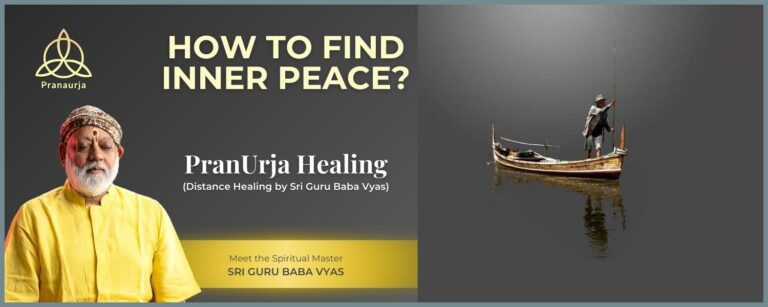 Pranaurja
HOW TO FIND
INNER PEACE?
PranUrja Healing
(Distance Healing by Sri Guru Baba Vyas)
Meet the Spiritual Master
SRI GURU BABA VYAS